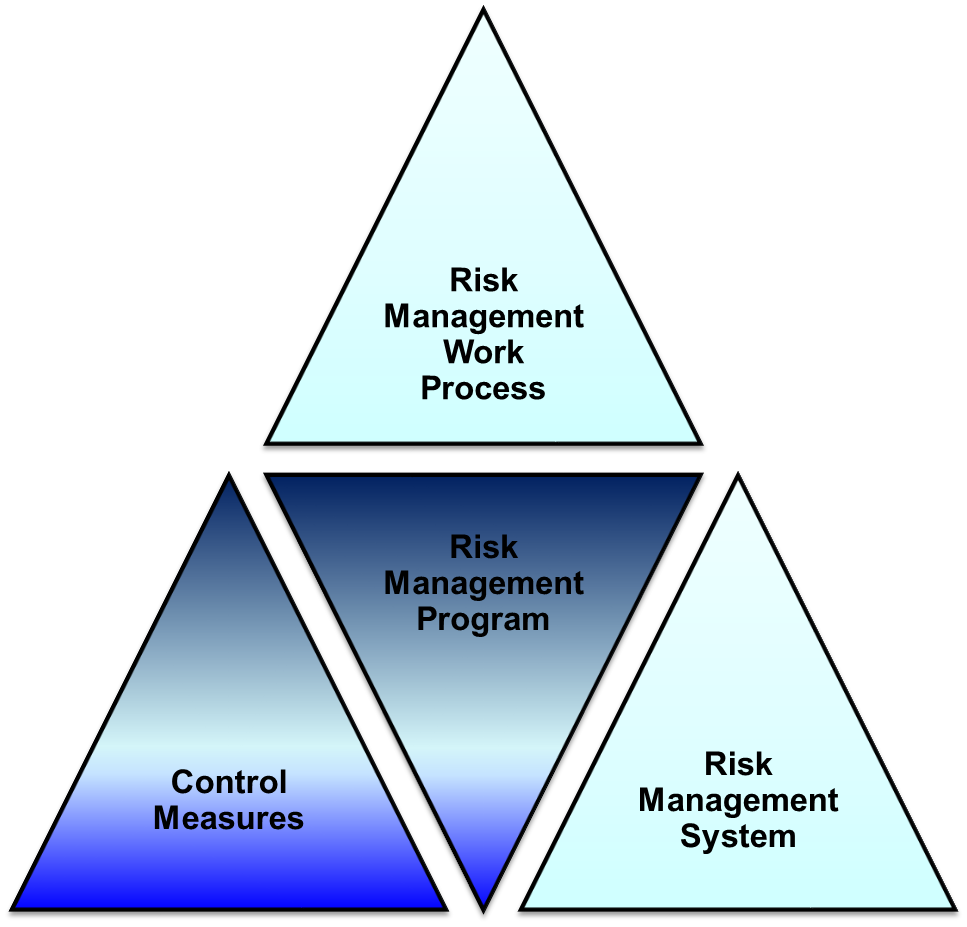 Risk
Management
Work
Process
Risk
Management
Program
Control
Measures
Risk
Management
System